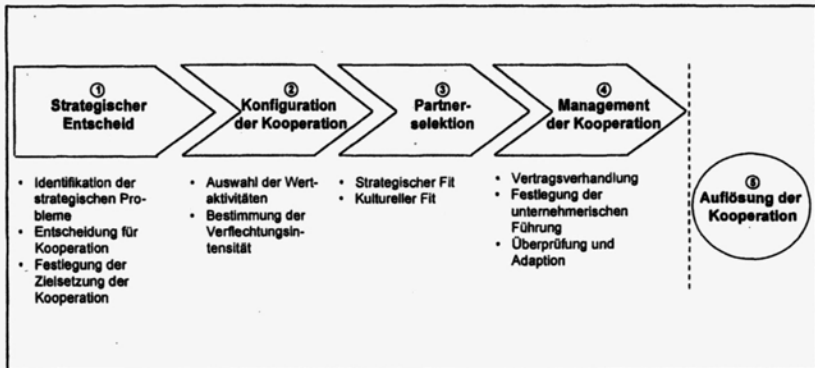 ①
Strategischer
Entscheid
• Identifikation der
strategischen Pro-
bleme
• Entscheidung für
Kooperation
• Festlegung der
Zielsetzung der
Kooperation
②
Konfiguration
der Kooperation
• Auswahl der Wert-
aktivitäten
• Bestimmung der
Verflechtungsin-
tensität
③
Partner-
selektion
• Strategischer Fit
• Kultureller Fit
④
Management
der Kooperation
• Vertragsverhandlung
• Festlegung der
unternehmerischen
Führung
• Überprüfung und
Adaption
⑤
Auflösung der
Kooperation